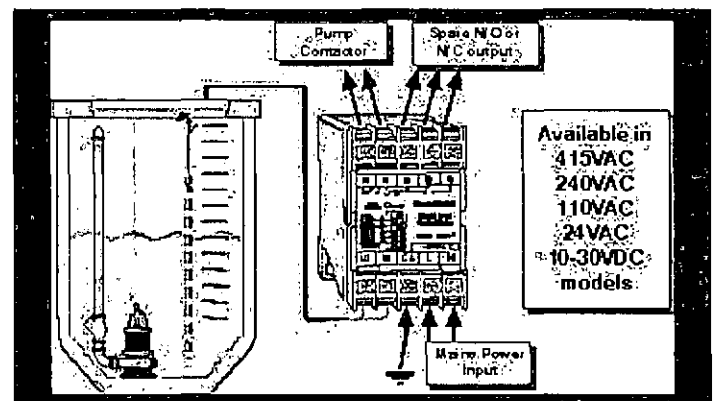 Pump
Contactor
Spare N/O or
N/C output
Available in
415VAC
240VAC
110VAC
24VAC
10-30VDC
models
Mains Power
Input